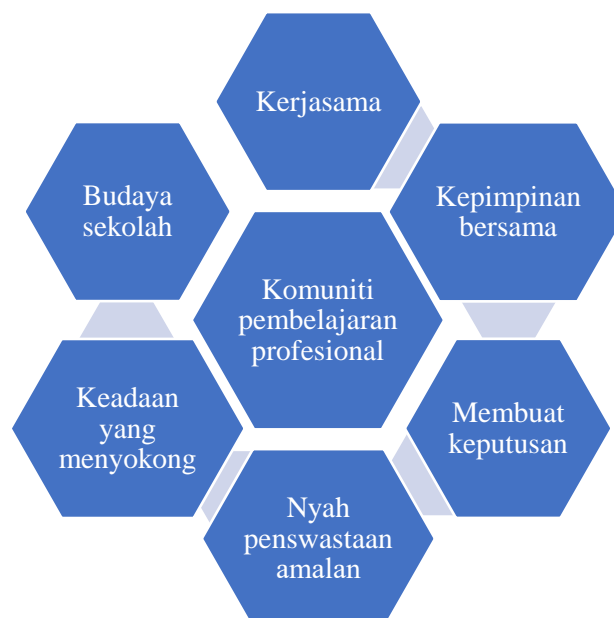 Kerjasama
Kepimpinan
bersama
Budaya
sekolah
Komuniti
pembelajaran
profesional
Membuat
keputusan
Keadaan
yang
menyokong
Nyah
penswastaan
amalan